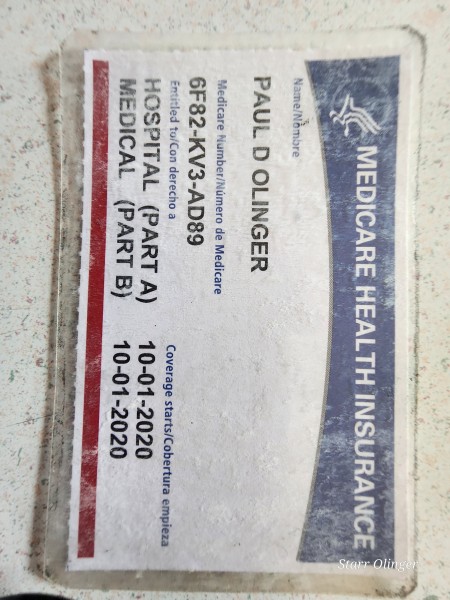 MEDICARE HEALTH INSURANCE
Name/Nombre
PAUL D OLINGER
Medicare Number/Número de Medicare
6F82-KV3-AD89
Entitled to/Con derecho a
Coverage starts/Cobertura empieza
HOSPITAL (PART A) 10-01-2020
MEDICAL (PART B) 10-01-2020
Starr Olinger